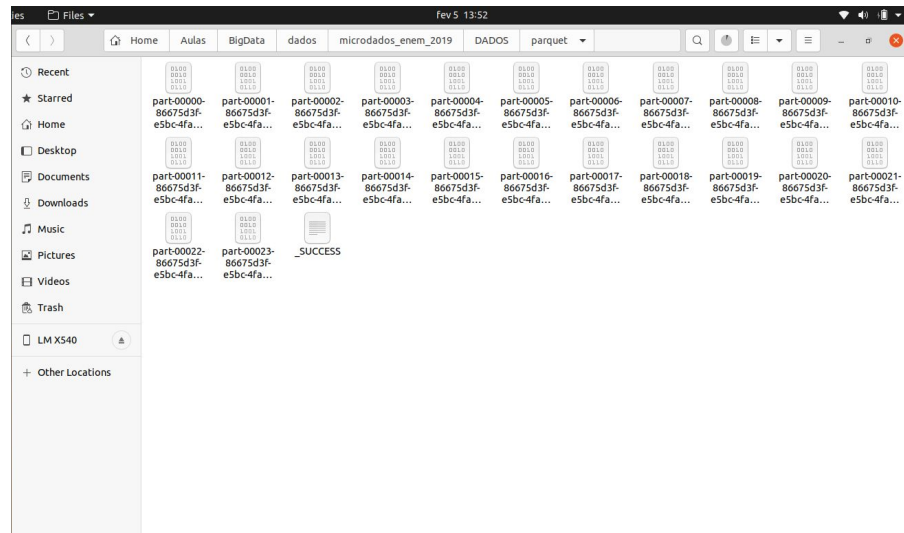 ies Files fev 5 13:52
Home Aulas BigData dados microdados_enem_2019 DADOS parquet
Recent
Starred
Home
Desktop
Documents
Downloads
Music
Pictures
Videos
Trash
LM X540
+ Other Locations
part-00000- part-00001- part-00002- part-00003- part-00004- part-00005- part-00006- part-00007- part-00008- part-00009- part-00010-
86675d3f- 86675d3f- 86675d3f- 86675d3f- 86675d3f- 86675d3f- 86675d3f- 86675d3f- 86675d3f- 86675d3f- 86675d3f-
e5bc-4fa... e5bc-4fa... e5bc-4fa... e5bc-4fa... e5bc-4fa... e5bc-4fa... e5bc-4fa... e5bc-4fa... e5bc-4fa... e5bc-4fa... e5bc-4fa...
part-00011- part-00012- part-00013- part-00014- part-00015- part-00016- part-00017- part-00018- part-00019- part-00020- part-00021-
86675d3f- 86675d3f- 86675d3f- 86675d3f- 86675d3f- 86675d3f- 86675d3f- 86675d3f- 86675d3f- 86675d3f- 86675d3f-
e5bc-4fa... e5bc-4fa... e5bc-4fa... e5bc-4fa... e5bc-4fa... e5bc-4fa... e5bc-4fa... e5bc-4fa... e5bc-4fa... e5bc-4fa... e5bc-4fa...
part-00022- part-00023- _SUCCESS
86675d3f- 86675d3f-
e5bc-4fa... e5bc-4fa...